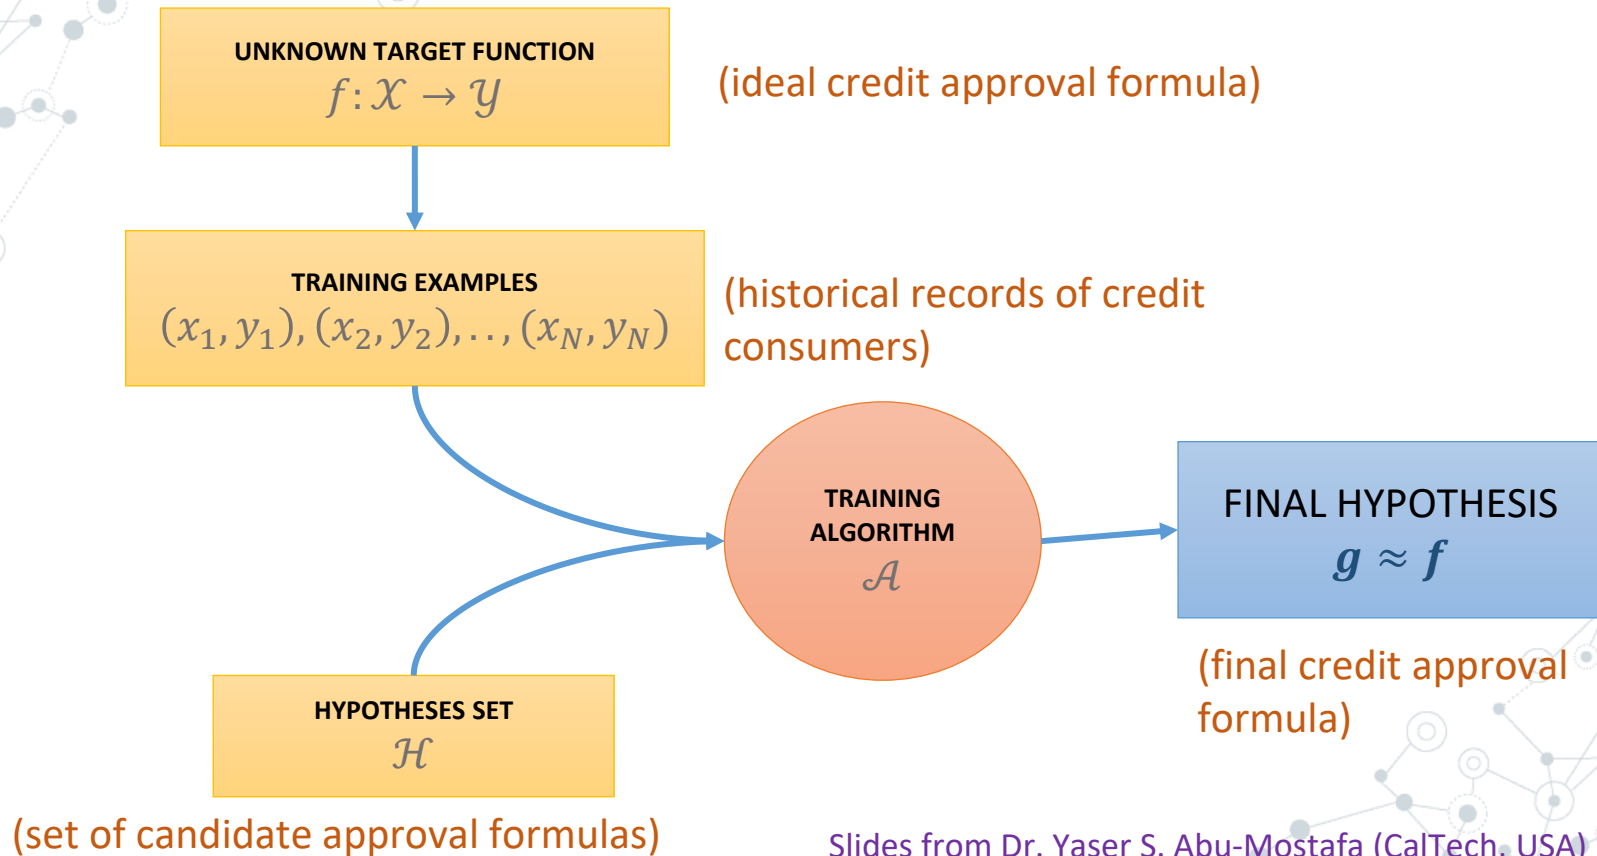 UNKNOWN TARGET FUNCTION
f: 𝒳 → 𝒴
(ideal credit approval formula)
TRAINING EXAMPLES
(x₁, y₁), (x₂, y₂), . . , (x_N, y_N)
(historical records of credit
consumers)
TRAINING
ALGORITHM
𝒜
FINAL HYPOTHESIS
g ≈ f
(final credit approval
formula)
HYPOTHESES SET
ℋ
(set of candidate approval formulas)
Slides from Dr. Yaser S. Abu-Mostafa (CalTech, USA)